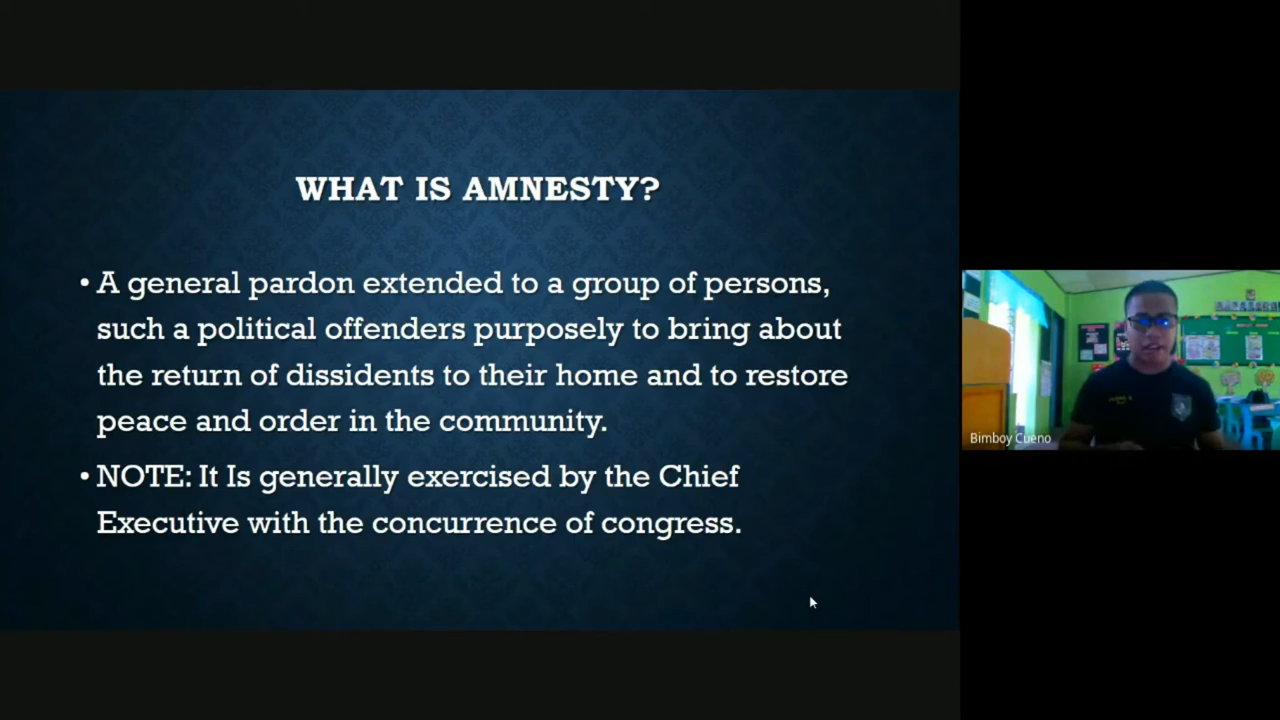 WHAT IS AMNESTY?
• A general pardon extended to a group of persons,
such a political offenders purposely to bring about
the return of dissidents to their home and to restore
peace and order in the community.
• NOTE: It Is generally exercised by the Chief
Executive with the concurrence of congress.
Bimboy Cueno